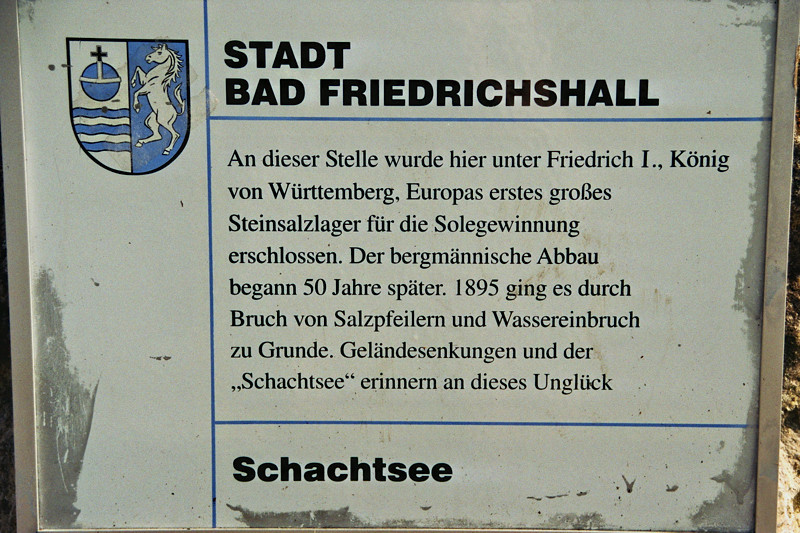 STADT
BAD FRIEDRICHSHALL
An dieser Stelle wurde hier unter Friedrich I., König
von Württemberg, Europas erstes großes
Steinsalzlager für die Solegewinnung
erschlossen. Der bergmännische Abbau
begann 50 Jahre später. 1895 ging es durch
Bruch von Salzpfeilern und Wassereinbruch
zu Grunde. Geländesenkungen und der
„Schachtsee“ erinnern an dieses Unglück
Schachtsee